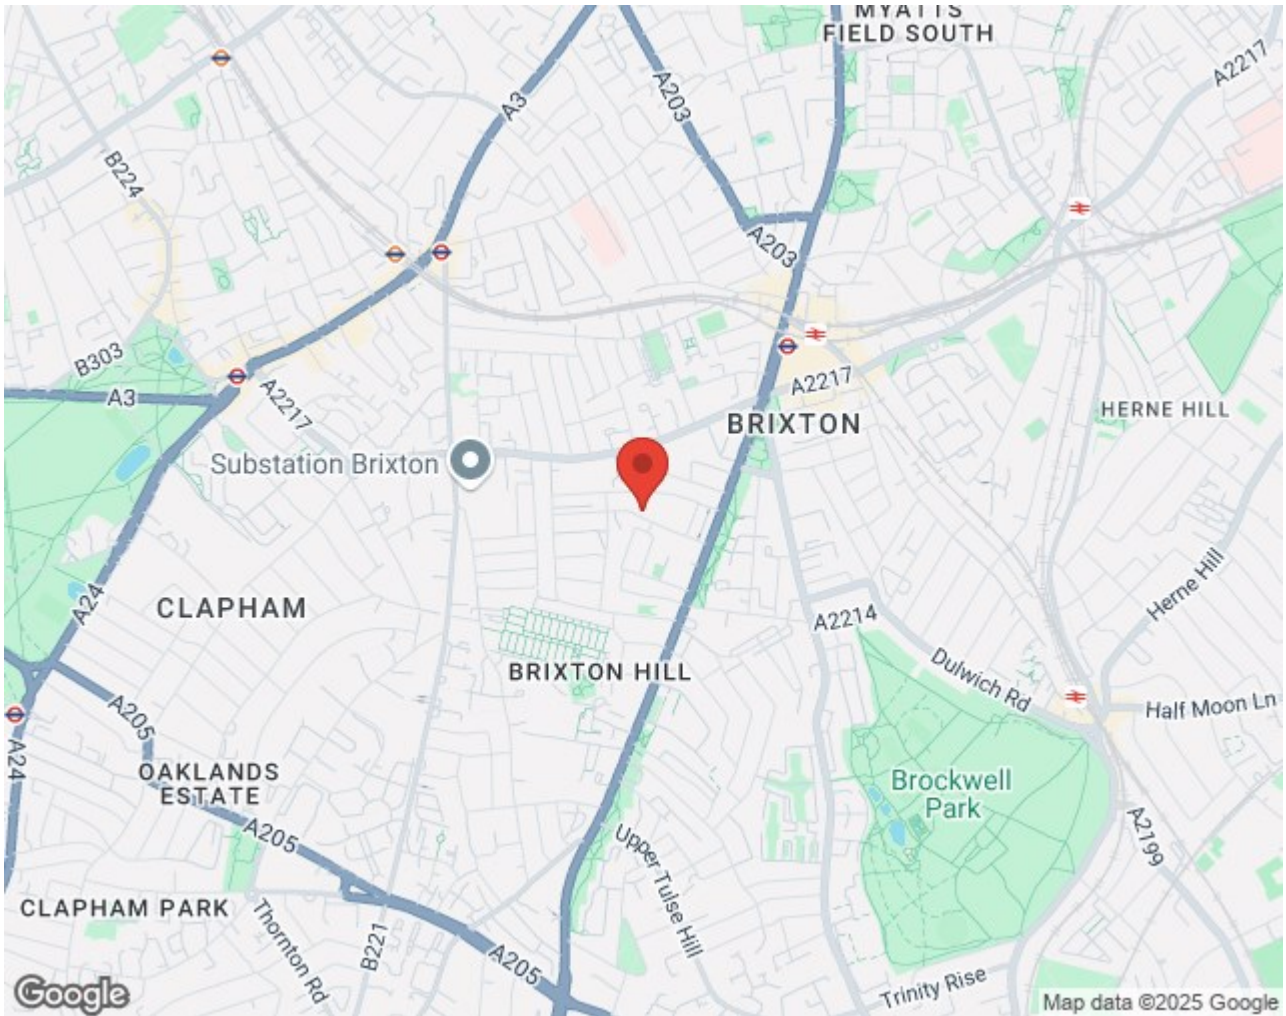 MYATTS
FIELD SOUTH
A2217
A203
A3
B224
A203
B303
A3
A2217
A2217
BRIXTON
HERNE HILL
Substation Brixton
A24
CLAPHAM
Herne Hill
A2214
Dulwich Rd
BRIXTON HILL
Half Moon Ln
A205
A24
OAKLANDS
ESTATE
Brockwell
Park
A205
Upper Tulse Hill
A2199
CLAPHAM PARK
Thornton Rd
B221
A205
Trinity Rise
Google
Map data ©2025 Google